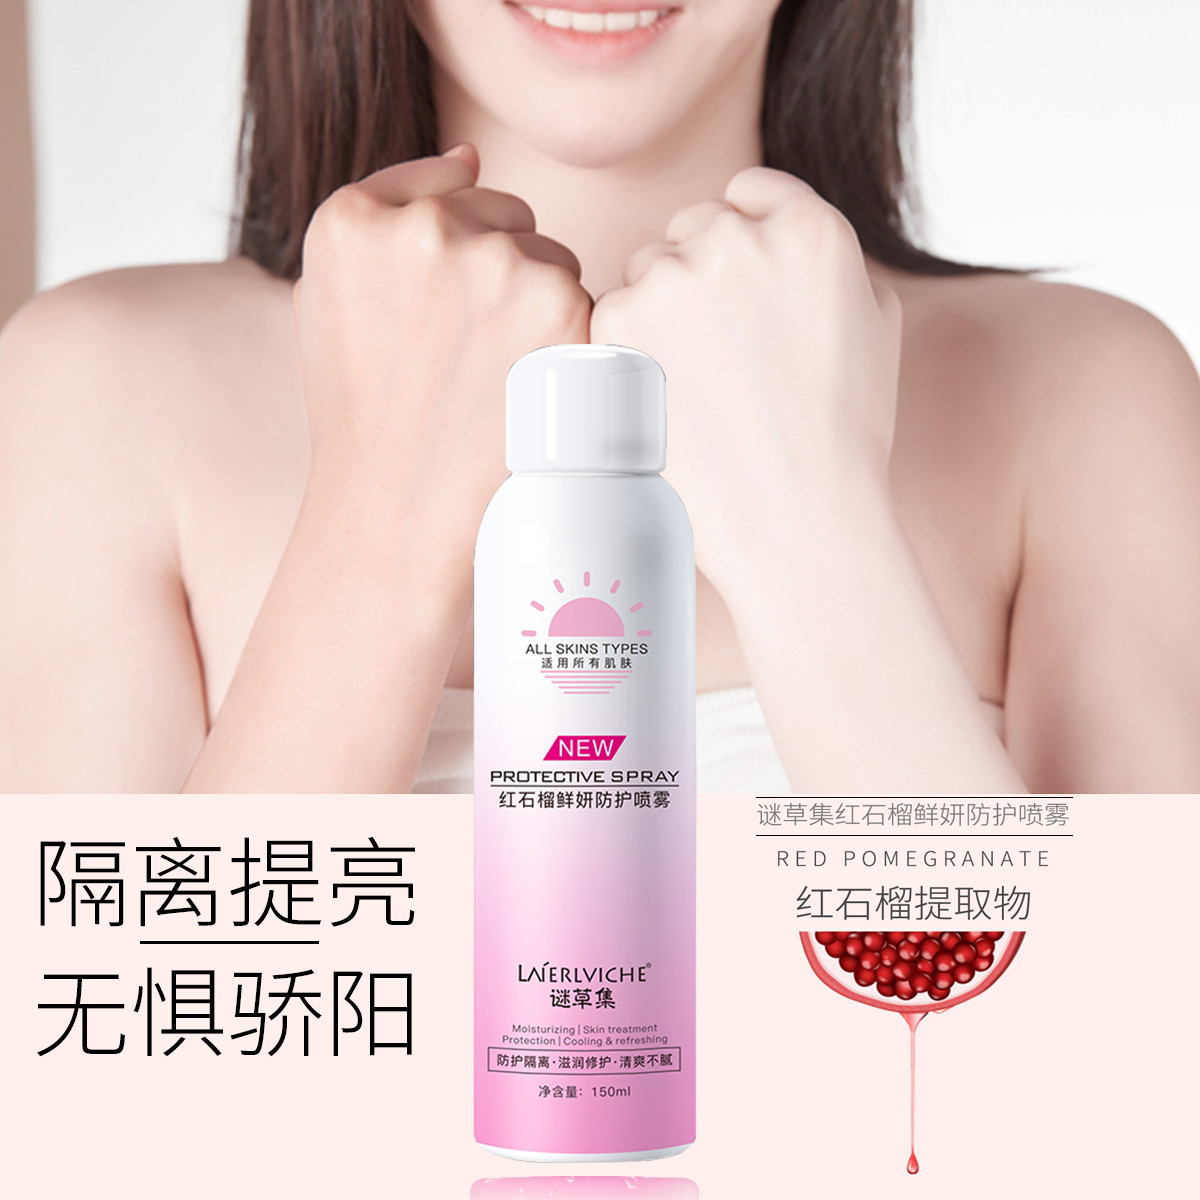 ALL SKINS TYPES
适用所有肌肤
NEW
PROTECTIVE SPRAY
红石榴鲜妍防护喷雾
LAÍERLVICHE®
谜草集
Moisturizing | Skin treatment
Protection | Cooling & refreshing
防护隔离·滋润修护·清爽不腻
净含量：150ml
隔离提亮
无惧骄阳
谜草集红石榴鲜妍防护喷雾
RED POMEGRANATE
红石榴提取物